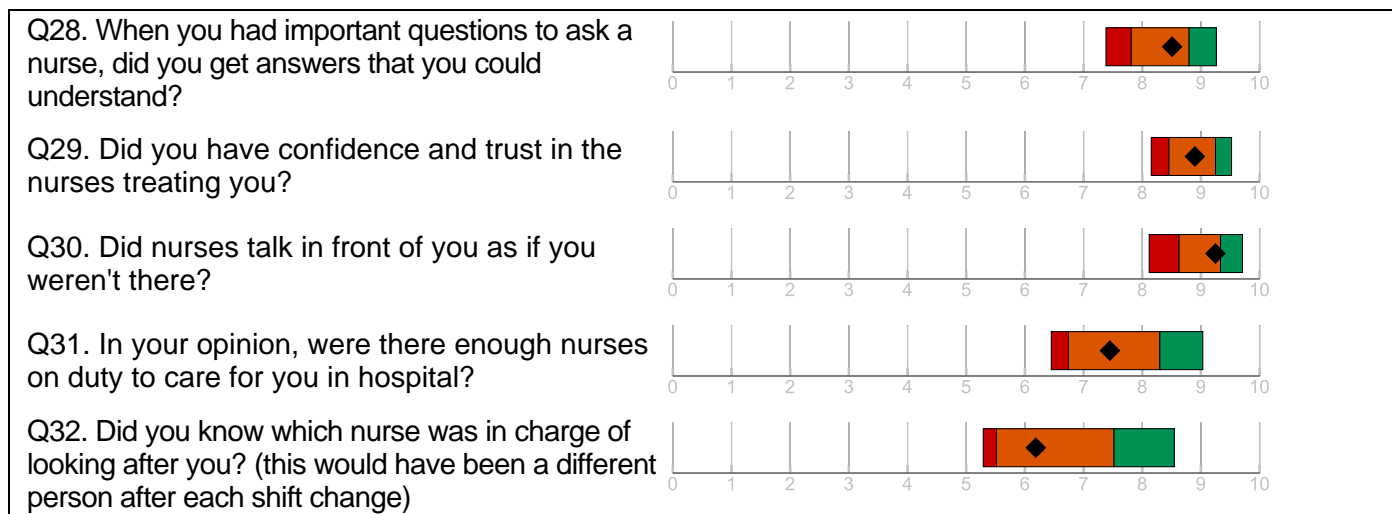 Q28. When you had important questions to ask a
nurse, did you get answers that you could
understand?
0 1 2 3 4 5 6 7 8 9 10
Q29. Did you have confidence and trust in the
nurses treating you?
0 1 2 3 4 5 6 7 8 9 10
Q30. Did nurses talk in front of you as if you
weren't there?
0 1 2 3 4 5 6 7 8 9 10
Q31. In your opinion, were there enough nurses
on duty to care for you in hospital?
0 1 2 3 4 5 6 7 8 9 10
Q32. Did you know which nurse was in charge of
looking after you? (this would have been a different
person after each shift change)
0 1 2 3 4 5 6 7 8 9 10